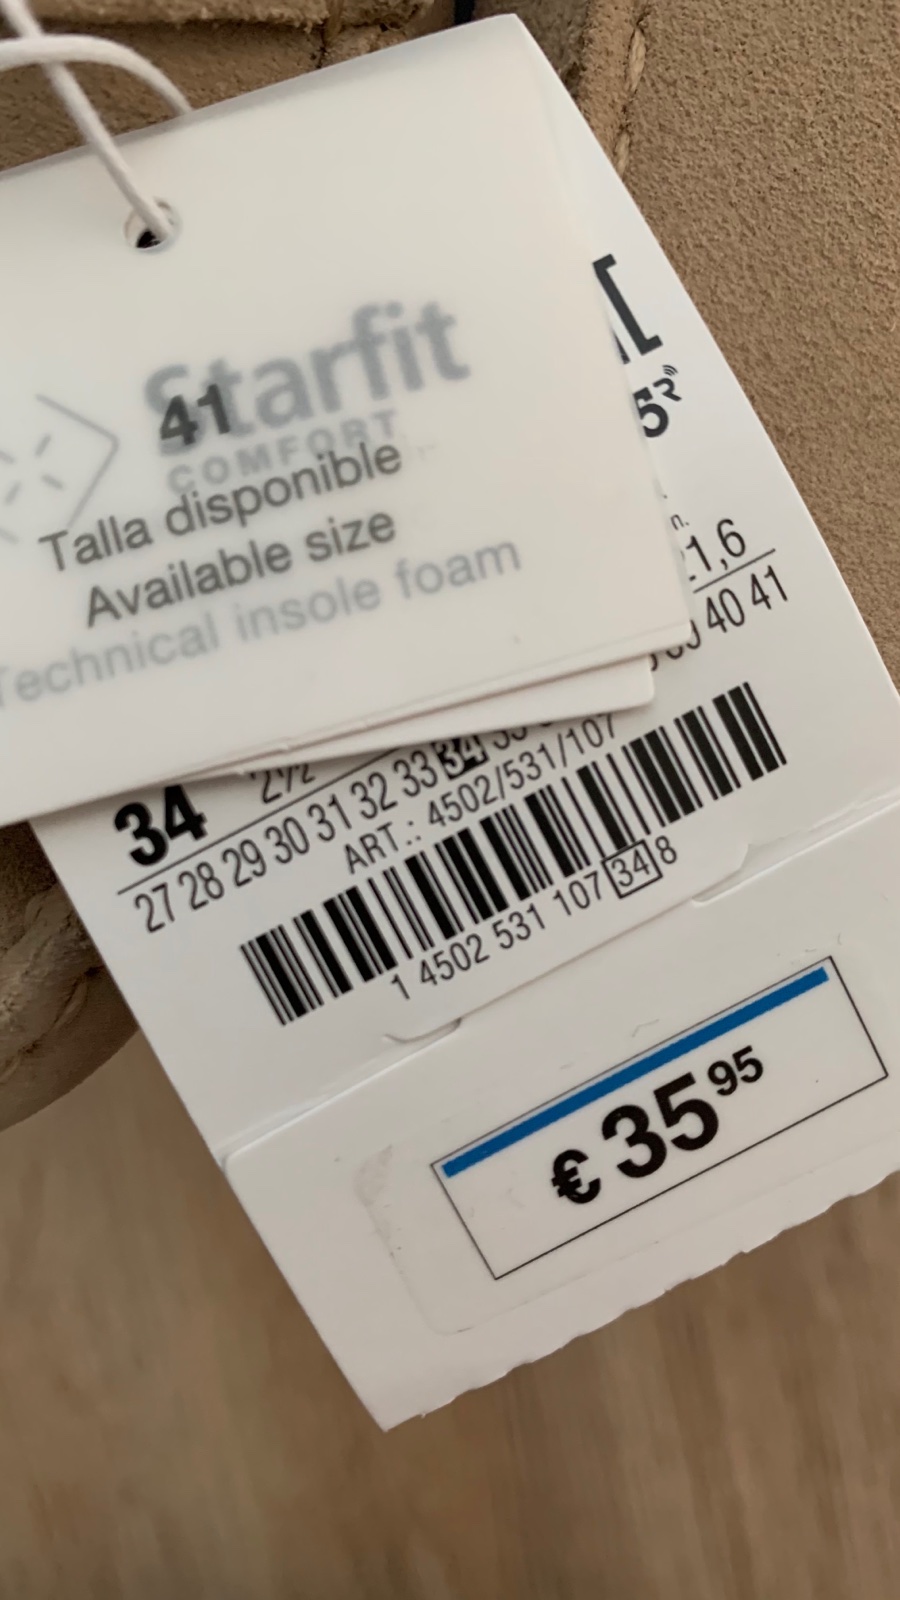 Starfit
COMFORT
41
Talla disponible
Available size
Technical insole foam
1,6
40 41
34
2½
27 28 29 30 31 32 33 34
ART.: 4502/531/107
1 4502 531 107 34 8
€ 35 95